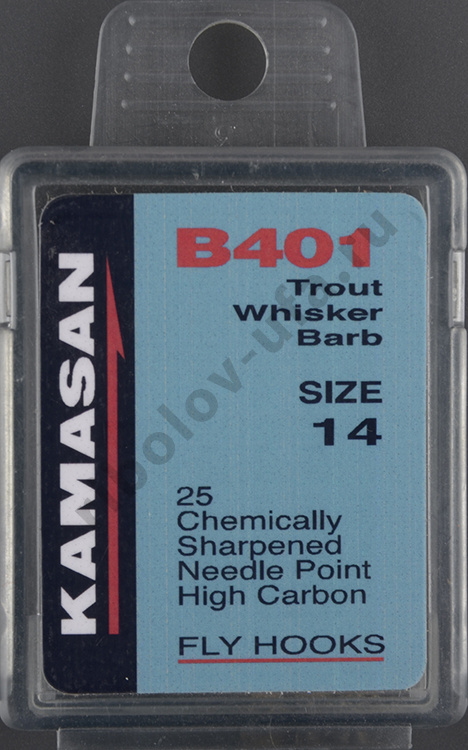 KAMASAN
B401
Trout
Whisker
Barb
SIZE
14
25
Chemically
Sharpened
Needle Point
High Carbon
FLY HOOKS